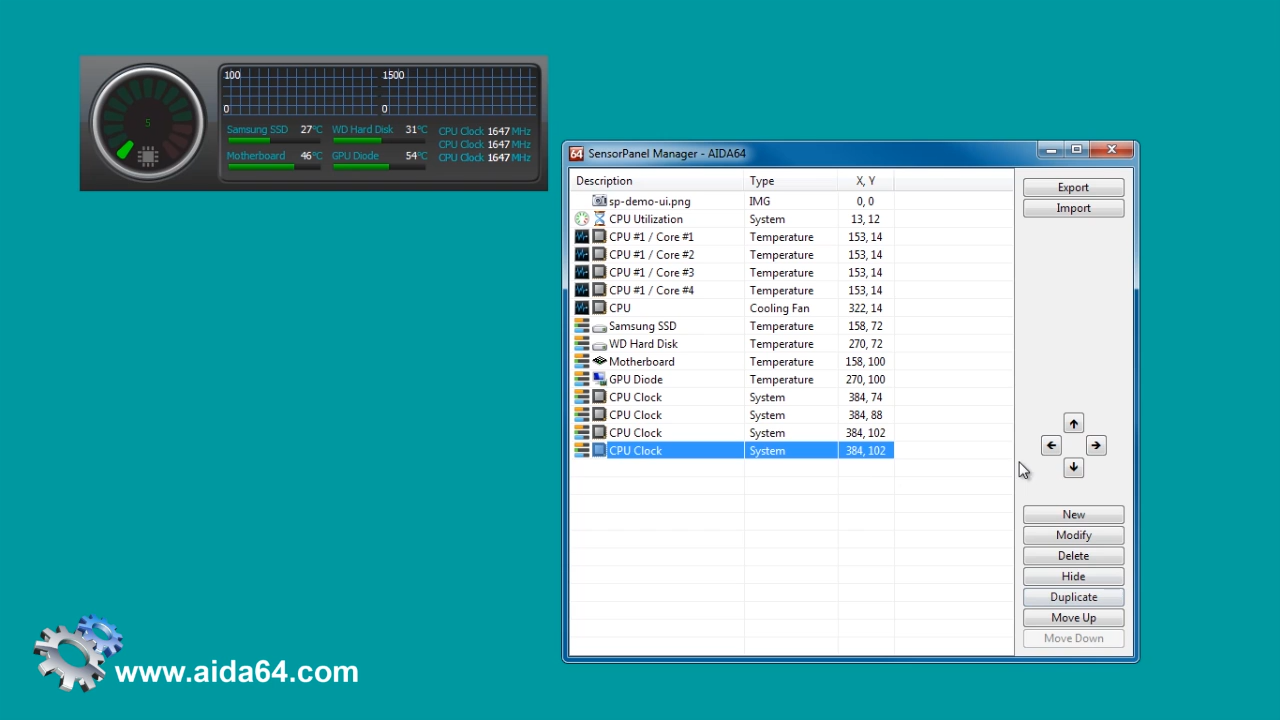 100
1500
0
0
5
Samsung SSD 27°C WD Hard Disk 31°C CPU Clock 1647 MHz
CPU Clock 1647 MHz
Motherboard 46°C GPU Diode 54°C CPU Clock 1647 MHz
64 SensorPanel Manager - AIDA64
Description Type X, Y
sp-demo-ui.png IMG 0, 0
CPU Utilization System 13, 12
CPU #1 / Core #1 Temperature 153, 14
CPU #1 / Core #2 Temperature 153, 14
CPU #1 / Core #3 Temperature 153, 14
CPU #1 / Core #4 Temperature 153, 14
CPU Cooling Fan 322, 14
Samsung SSD Temperature 158, 72
WD Hard Disk Temperature 270, 72
Motherboard Temperature 158, 100
GPU Diode Temperature 270, 100
CPU Clock System 384, 74
CPU Clock System 384, 88
CPU Clock System 384, 102
CPU Clock System 384, 102
Export
Import
New
Modify
Delete
Hide
Duplicate
Move Up
Move Down
www.aida64.com